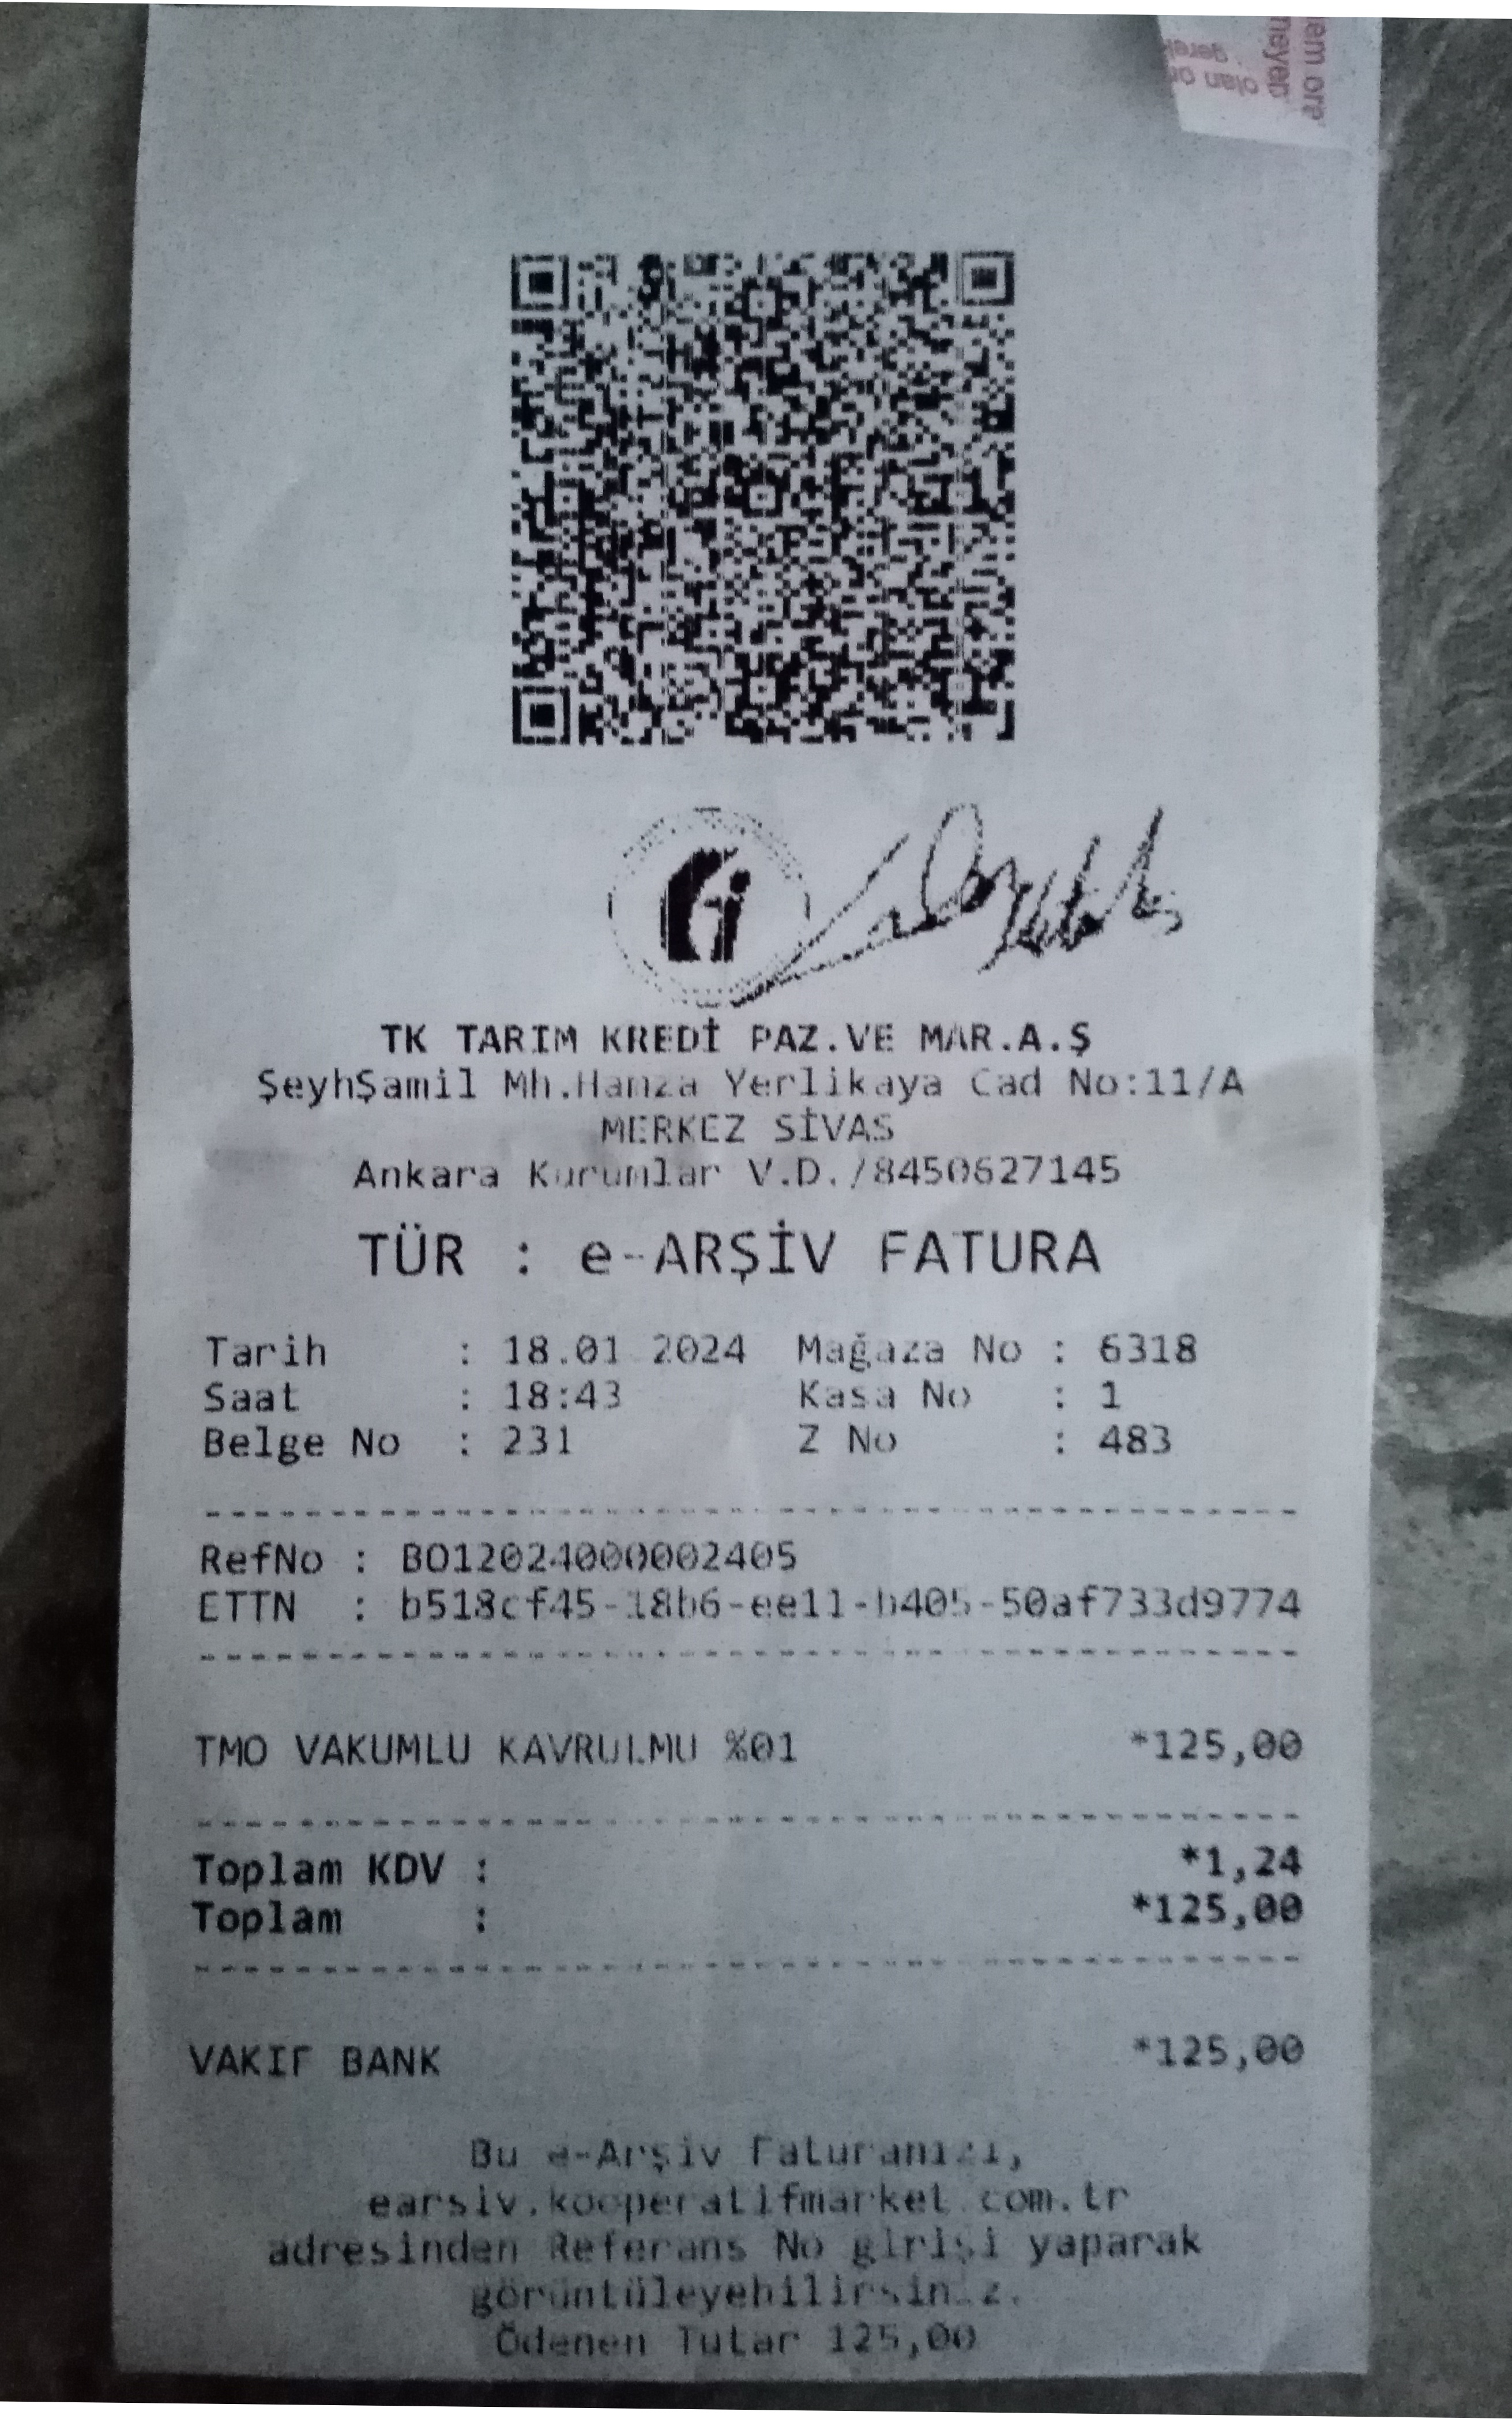 TK TARIM KREDİ PAZ.VE MAR.A.Ş
ŞeyhŞamil Mh.Hamza Yerlikaya Cad No:11/A
MERKEZ SİVAS
Ankara Kurumlar V.D./8450627145
TÜR : e-ARŞİV FATURA
Tarih : 18.01 2024 Mağaza No : 6318
Saat : 18:43 Kasa No : 1
Belge No : 231 Z No : 483
RefNo : BO12024000002405
ETTN : b518cf45-18b6-ee11-b405-50af733d9774
TMO VAKUMLU KAVRULMU %01 *125,00
Toplam KDV : *1,24
Toplam : *125,00
VAKIF BANK *125,00
Bu e-Arşiv Faturanızı,
earsiv.kooperatifmarket.com.tr
adresinden Referans No girişi yaparak
görüntüleyebilirsiniz.
Ödenen Tutar 125,00